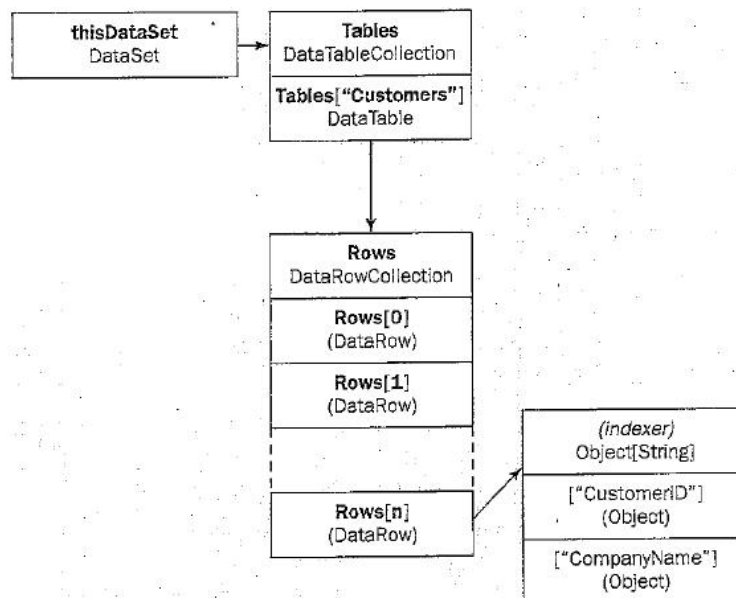 thisDataSet
DataSet
Tables
DataTableCollection
Tables["Customers"]
DataTable
Rows
DataRowCollection
Rows[0]
(DataRow)
Rows[1]
(DataRow)
Rows[n]
(DataRow)
(indexer)
Object[String]
["CustomerID"]
(Object)
["CompanyName"]
(Object)